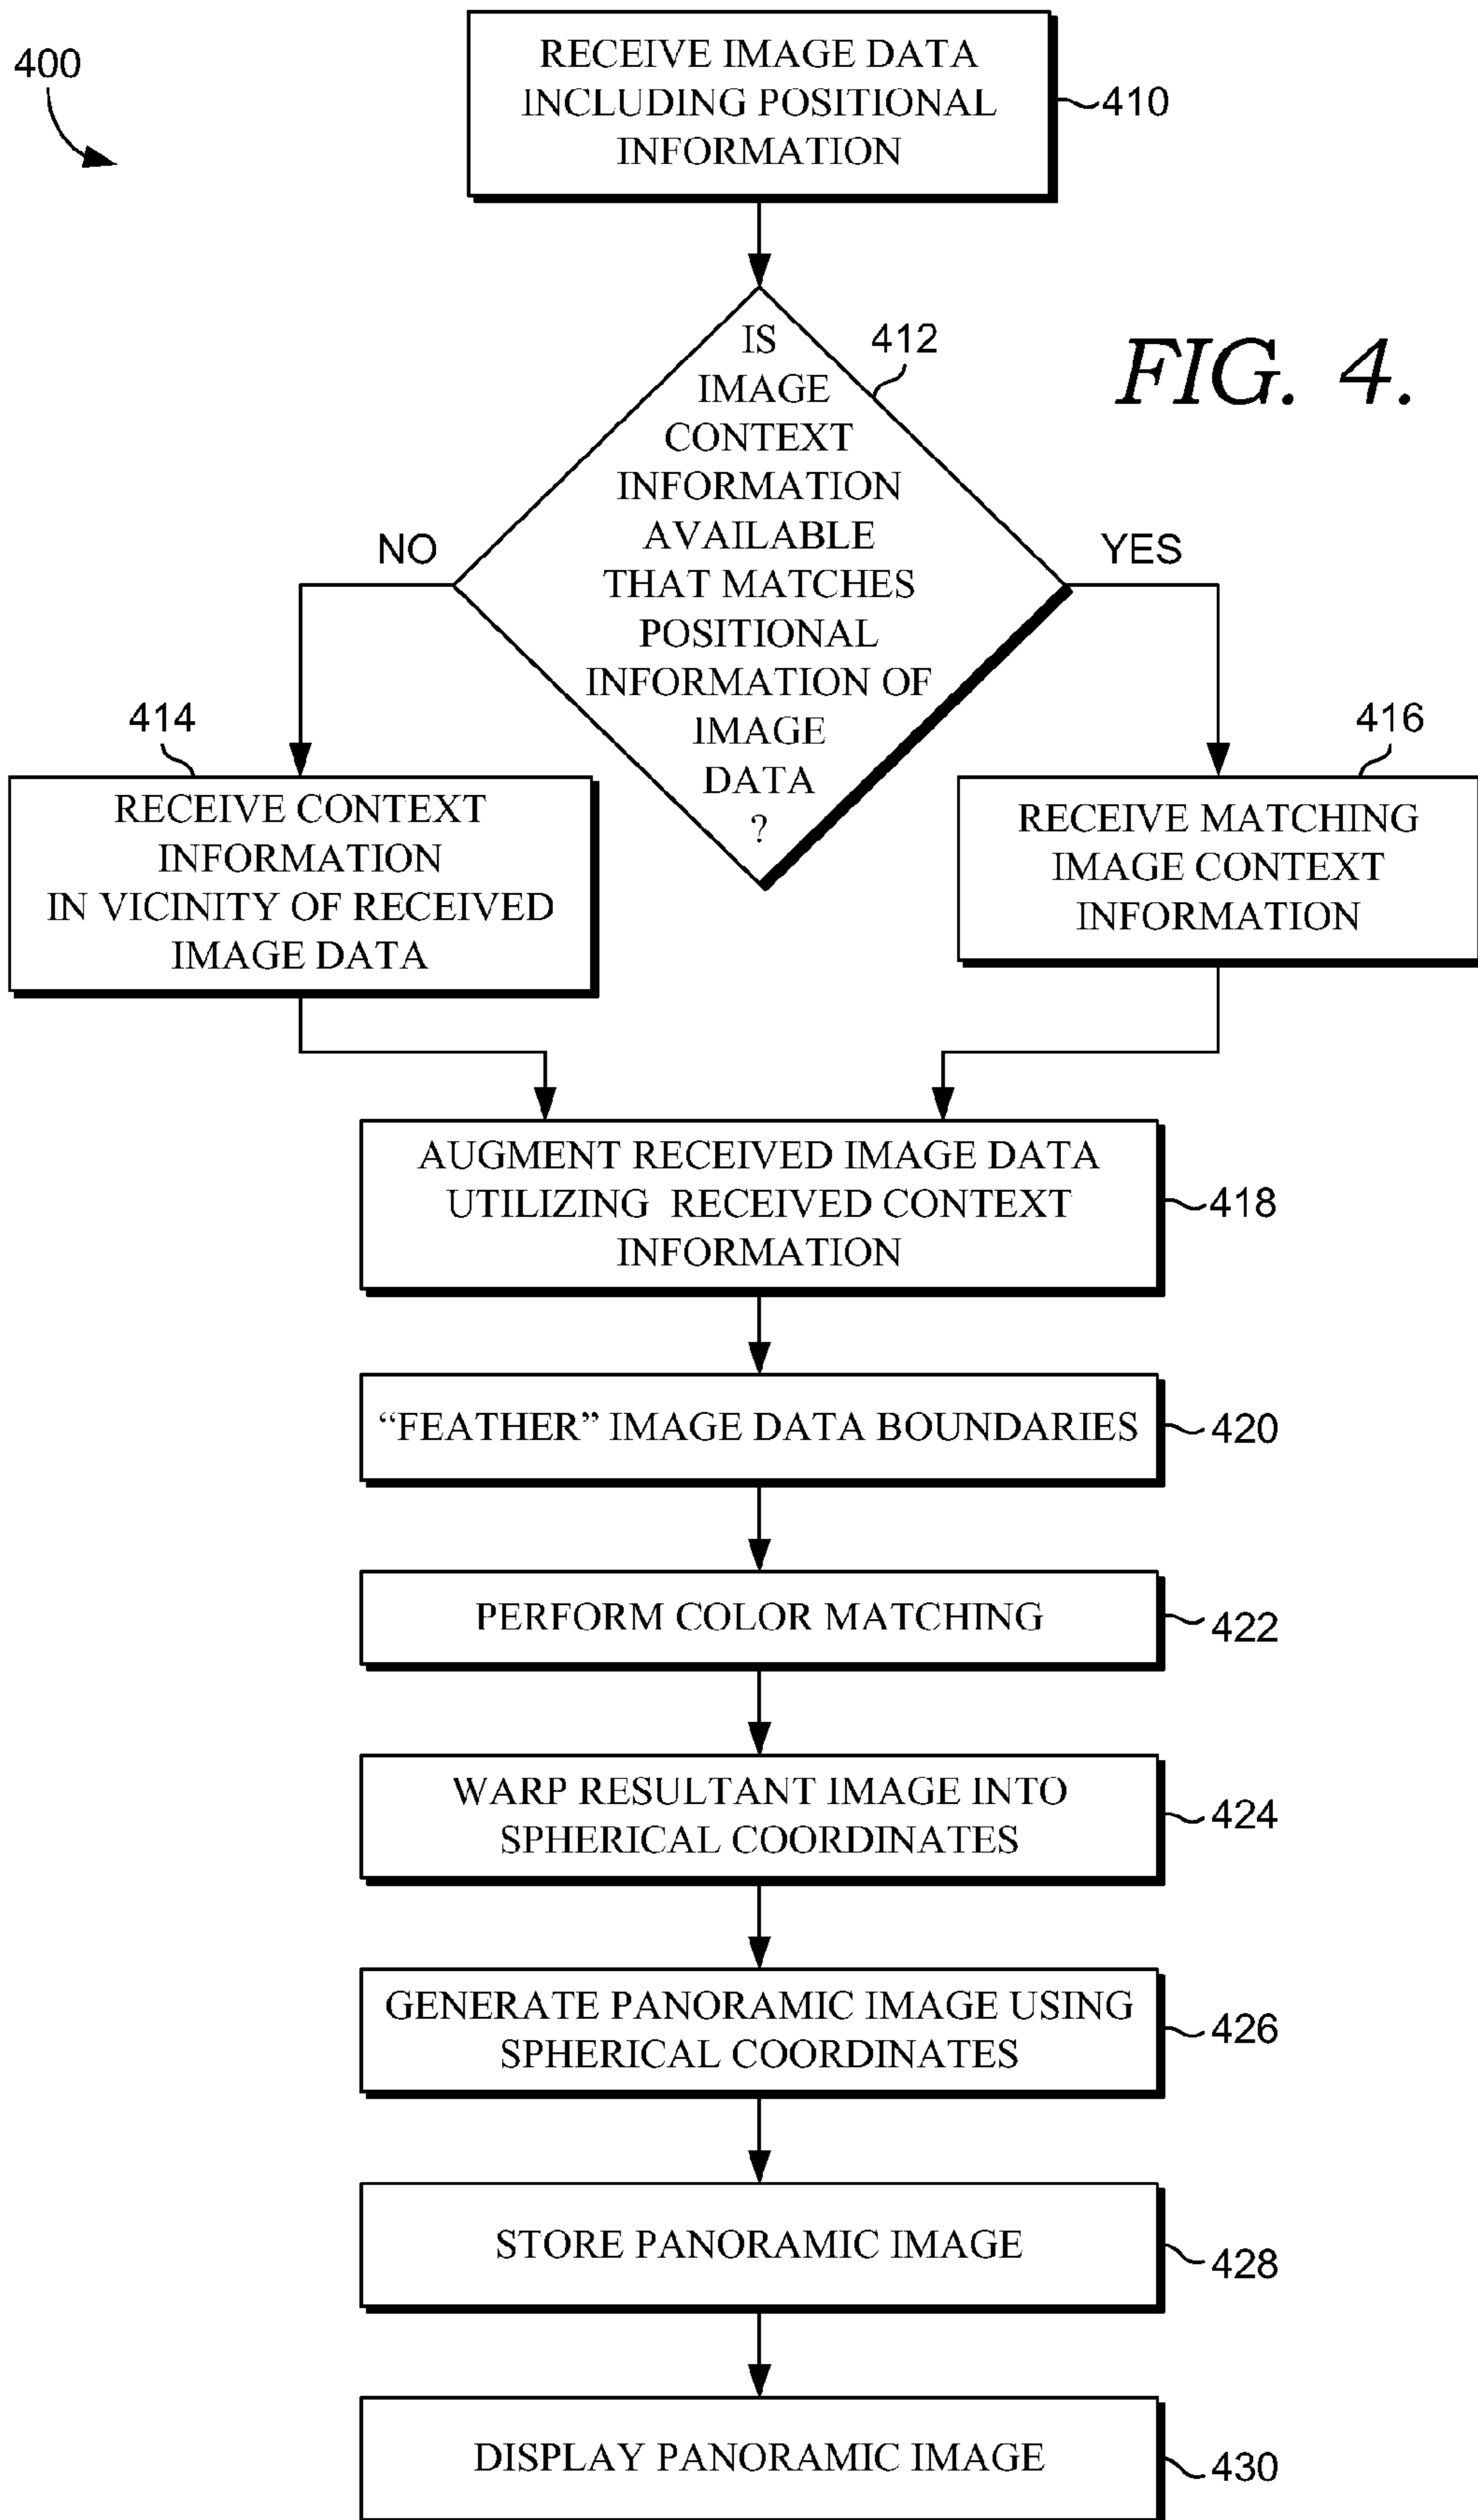 400
RECEIVE IMAGE DATA
INCLUDING POSITIONAL
INFORMATION
410
IS
IMAGE
CONTEXT
INFORMATION
AVAILABLE
THAT MATCHES
POSITIONAL
INFORMATION OF
IMAGE
DATA
?
412
FIG. 4.
NO
YES
414
RECEIVE CONTEXT
INFORMATION
IN VICINITY OF RECEIVED
IMAGE DATA
416
RECEIVE MATCHING
IMAGE CONTEXT
INFORMATION
AUGMENT RECEIVED IMAGE DATA
UTILIZING RECEIVED CONTEXT
INFORMATION
418
“FEATHER” IMAGE DATA BOUNDARIES
420
PERFORM COLOR MATCHING
422
WARP RESULTANT IMAGE INTO
SPHERICAL COORDINATES
424
GENERATE PANORAMIC IMAGE USING
SPHERICAL COORDINATES
426
STORE PANORAMIC IMAGE
428
DISPLAY PANORAMIC IMAGE
430